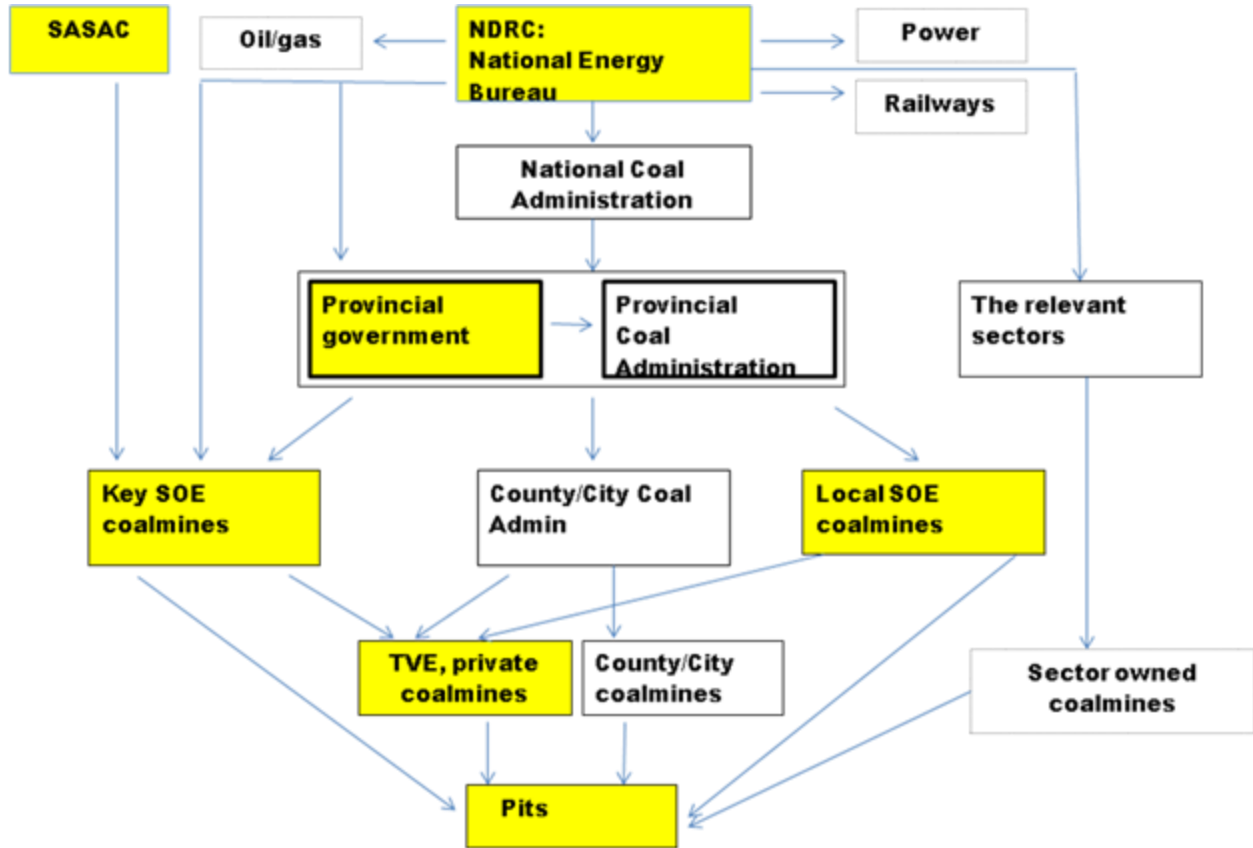 SASAC
Oil/gas
NDRC:
National Energy
Bureau
Power
Railways
National Coal
Administration
Provincial
government
Provincial
Coal
Administration
The relevant
sectors
Key SOE
coalmines
County/City Coal
Admin
Local SOE
coalmines
TVE, private
coalmines
County/City
coalmines
Sector owned
coalmines
Pits